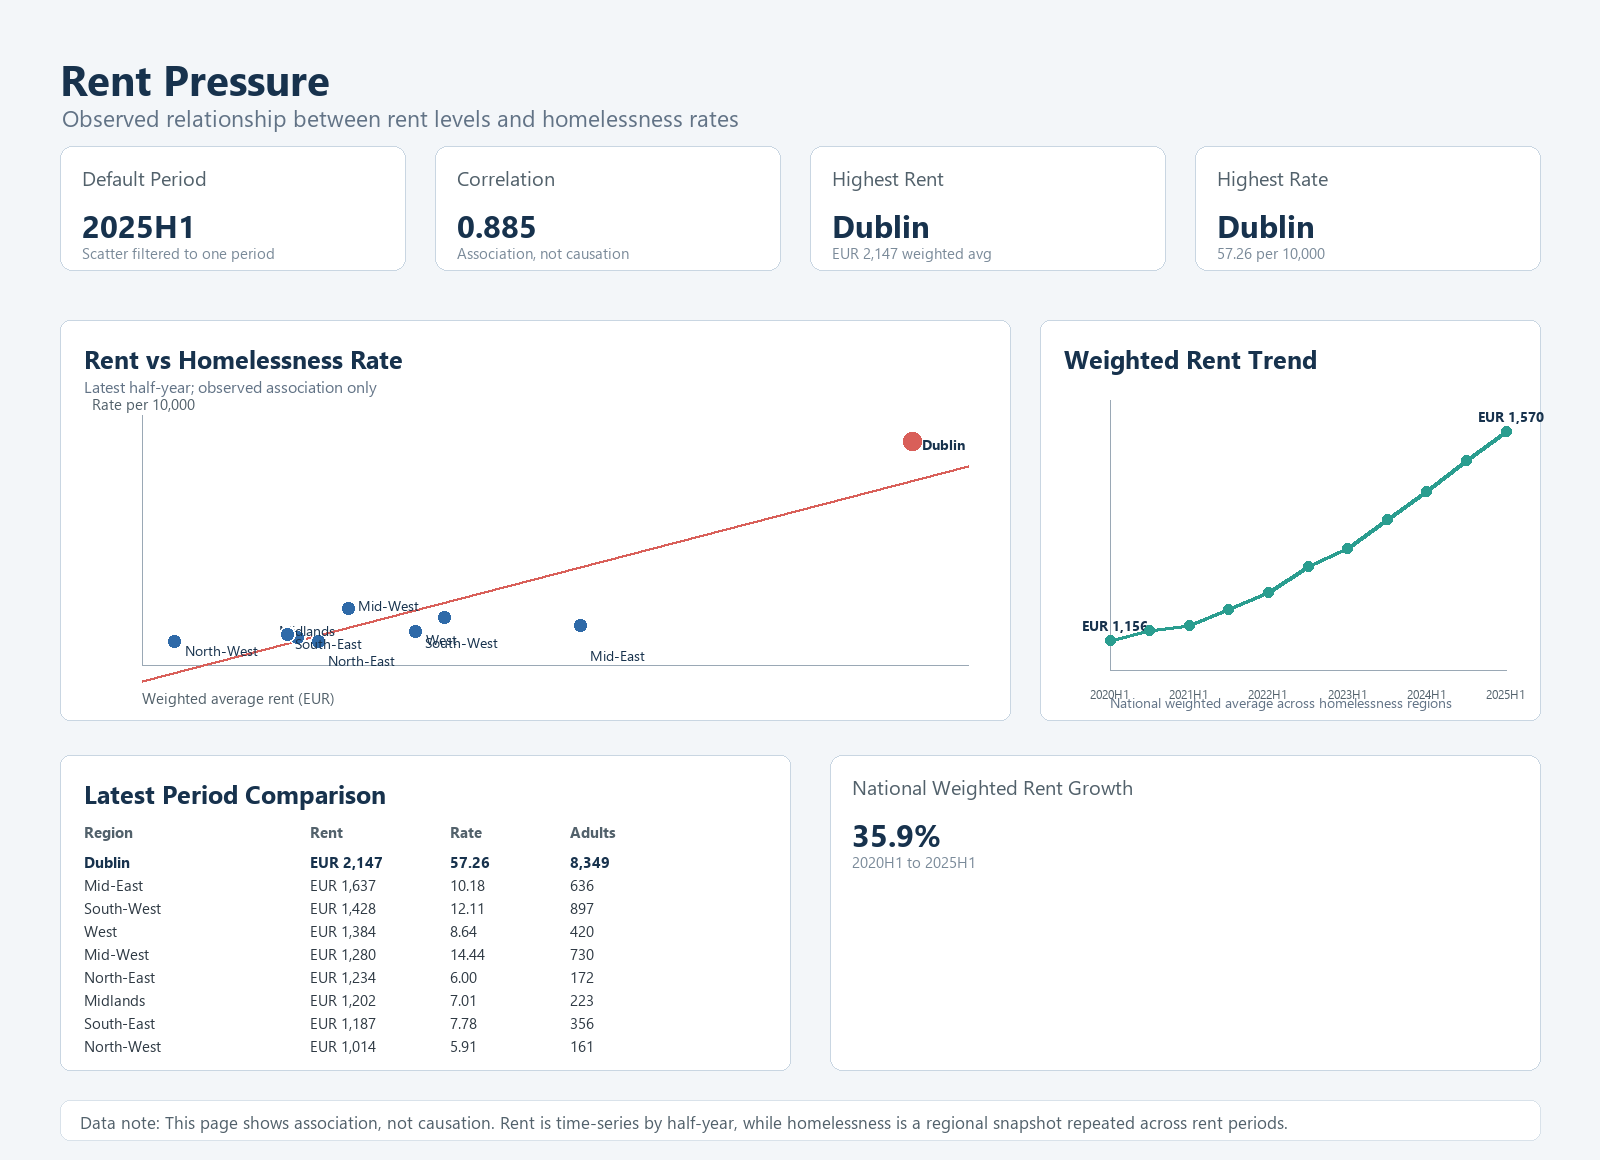 Rent Pressure
Observed relationship between rent levels and homelessness rates
Default Period
2025H1
Scatter filtered to one period
Correlation
0.885
Association, not causation
Highest Rent
Dublin
EUR 2,147 weighted avg
Highest Rate
Dublin
57.26 per 10,000
Rent vs Homelessness Rate
Latest half-year; observed association only
Rate per 10,000
Dublin
Mid-West
Midlands
South-East
North-West
North-East
West
South-West
Mid-East
Weighted average rent (EUR)
Weighted Rent Trend
EUR 1,570
EUR 1,156
2020H1 2021H1 2022H1 2023H1 2024H1 2025H1
National weighted average across homelessness regions
Latest Period Comparison
Region Rent Rate Adults
Dublin EUR 2,147 57.26 8,349
Mid-East EUR 1,637 10.18 636
South-West EUR 1,428 12.11 897
West EUR 1,384 8.64 420
Mid-West EUR 1,280 14.44 730
North-East EUR 1,234 6.00 172
Midlands EUR 1,202 7.01 223
South-East EUR 1,187 7.78 356
North-West EUR 1,014 5.91 161
National Weighted Rent Growth
35.9%
2020H1 to 2025H1
Data note: This page shows association, not causation. Rent is time-series by half-year, while homelessness is a regional snapshot repeated across rent periods.